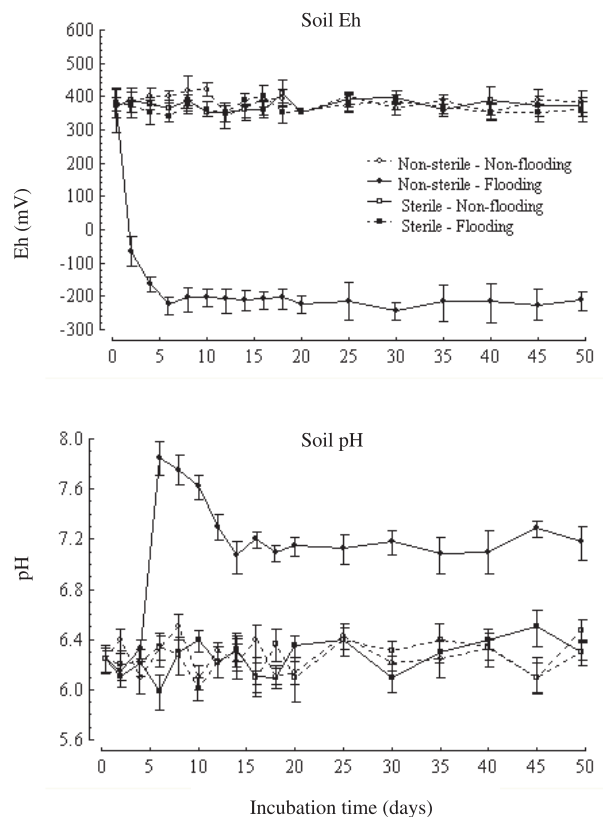 Soil Eh
600
500
400
300
200
100
0
-100
-200
-300
Eh (mV)
Non-sterile - Non-flooding
Non-sterile - Flooding
Sterile - Non-flooding
Sterile - Flooding
0 5 10 15 20 25 30 35 40 45 50
Soil pH
8.0
7.6
7.2
6.8
6.4
6.0
5.6
pH
0 5 10 15 20 25 30 35 40 45 50
Incubation time (days)